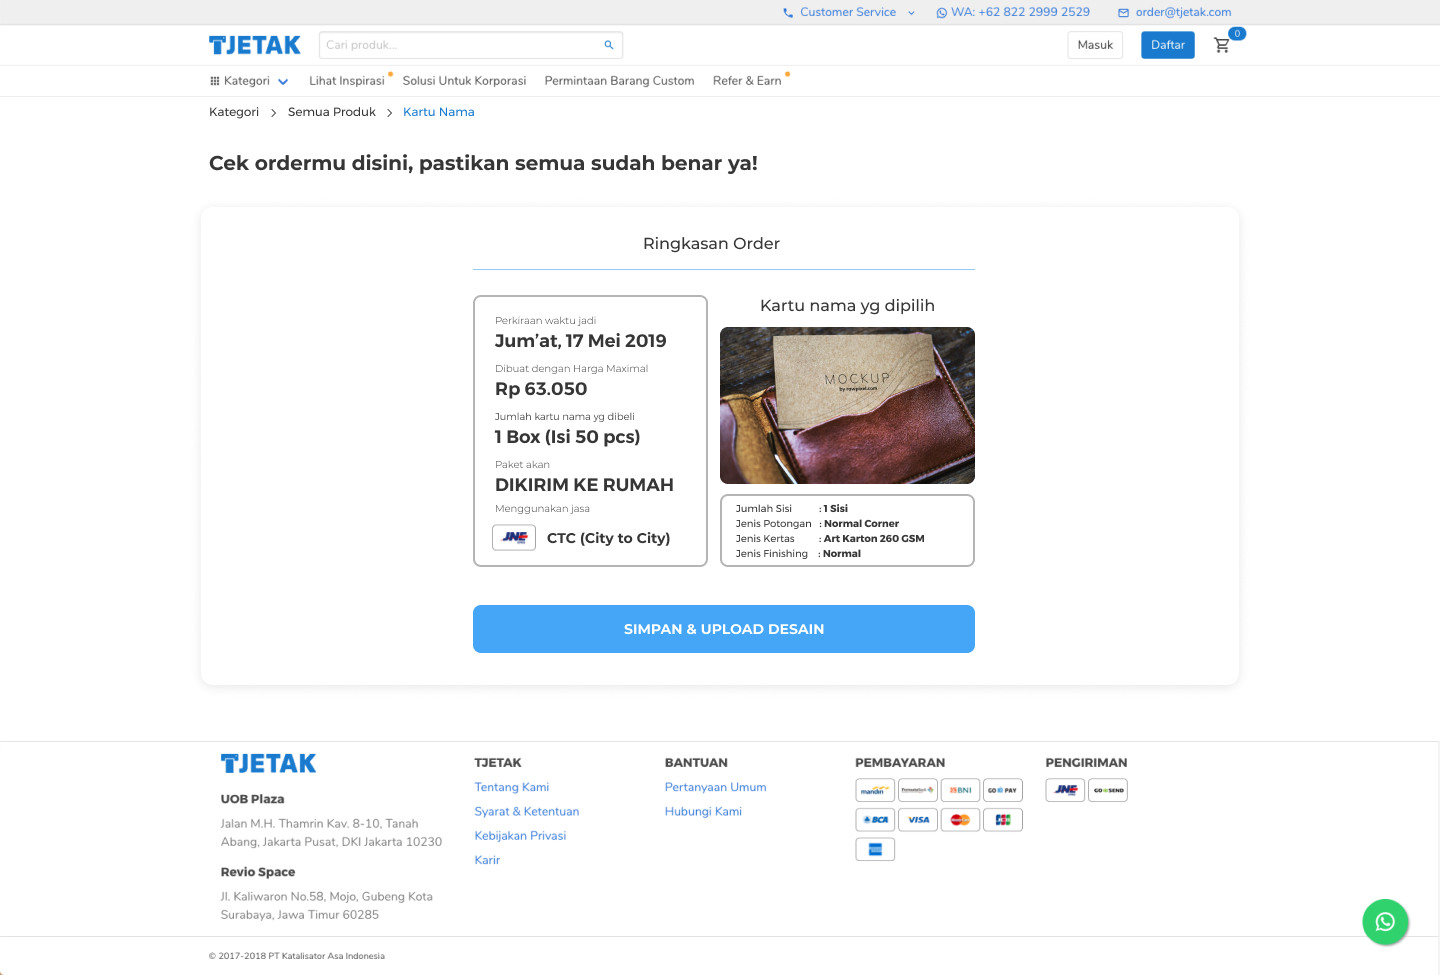 Customer Service
WA: +62 822 2999 2529
order@tjetak.com
TJETAK
Cari produk...
Masuk
Daftar
0
Kategori
Lihat Inspirasi
Solusi Untuk Korporasi
Permintaan Barang Custom
Refer & Earn
Kategori > Semua Produk > Kartu Nama
Cek ordermu disini, pastikan semua sudah benar ya!
Ringkasan Order
Perkiraan waktu jadi
Jum’at, 17 Mei 2019
Dibuat dengan Harga Maximal
Rp 63.050
Jumlah kartu nama yg dibeli
1 Box (Isi 50 pcs)
Paket akan
DIKIRIM KE RUMAH
Menggunakan jasa
JNE
CTC (City to City)
Kartu nama yg dipilih
MOCKUP
by rawpixel.com
Jumlah Sisi : 1 Sisi
Jenis Potongan : Normal Corner
Jenis Kertas : Art Karton 260 GSM
Jenis Finishing : Normal
SIMPAN & UPLOAD DESAIN
TJETAK
UOB Plaza
Jalan M.H. Thamrin Kav. 8-10, Tanah
Abang, Jakarta Pusat, DKI Jakarta 10230
Revio Space
Jl. Kaliwaron No.58, Mojo, Gubeng Kota
Surabaya, Jawa Timur 60285
TJETAK
Tentang Kami
Syarat & Ketentuan
Kebijakan Privasi
Karir
BANTUAN
Pertanyaan Umum
Hubungi Kami
PEMBAYARAN
mandiri
PermataBank
BNI
GO PAY
BCA
VISA
JCB
PENGIRIMAN
JNE
GO SEND
© 2017-2018 PT Katalisator Asa Indonesia